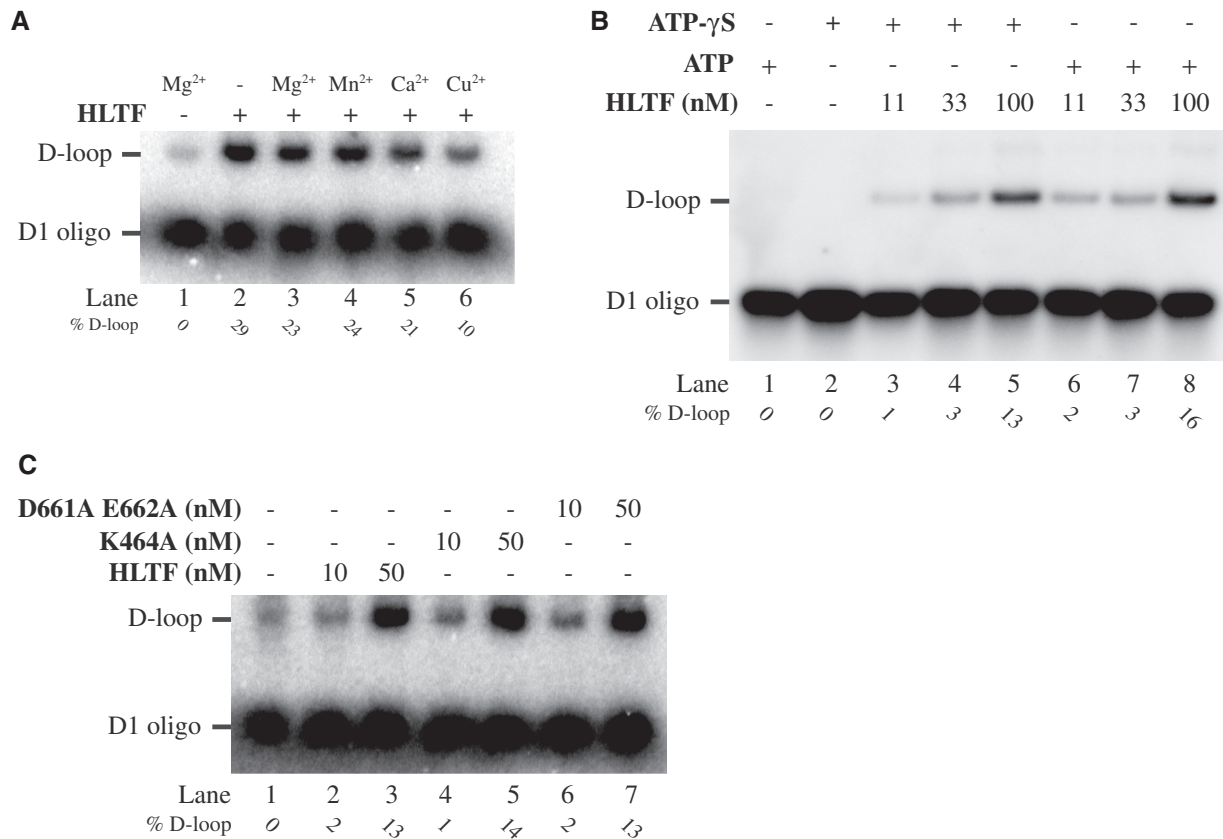 A
Mg2+ - Mg2+ Mn2+ Ca2+ Cu2+
HLTF - + + + + +
D-loop
D1 oligo
Lane 1 2 3 4 5 6
% D-loop 0 29 23 24 21 10
B
ATP-γS - + + + + - - -
ATP + - - - - + + +
HLTF (nM) - - 11 33 100 11 33 100
D-loop
D1 oligo
Lane 1 2 3 4 5 6 7 8
% D-loop 0 0 1 3 13 2 3 16
C
D661A E662A (nM) - - - - - 10 50
K464A (nM) - - - 10 50 - -
HLTF (nM) - 10 50 - - - -
D-loop
D1 oligo
Lane 1 2 3 4 5 6 7
% D-loop 0 2 13 1 14 2 13